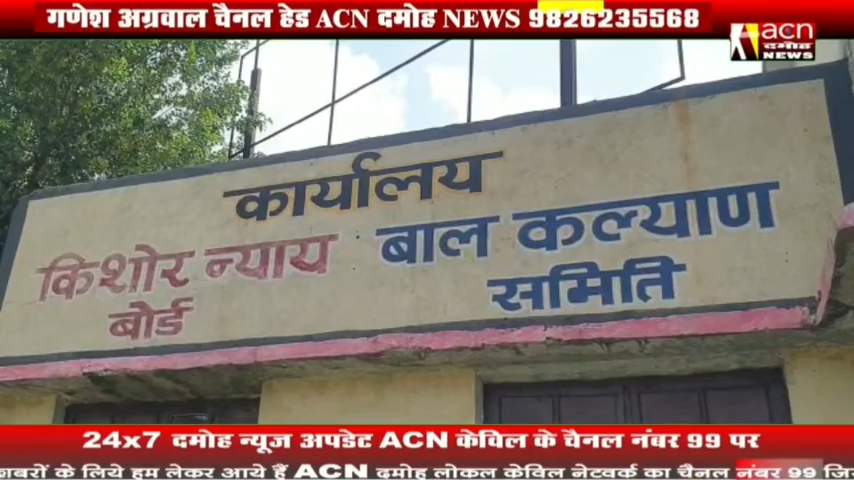 गणेश अग्रवाल चैनल हेड ACN दमोह NEWS 9826235568
acn
दमोह
NEWS
कार्यालय
किशोर न्याय
बोर्ड
बाल कल्याण
समिति
24x7 दमोह न्यूज अपडेट ACN केविल के चैनल नंबर 99 पर
खबरों के लिये हम लेकर आये हैं ACN दमोह लोकल केविल नेटवर्क का चैनल नंबर 99